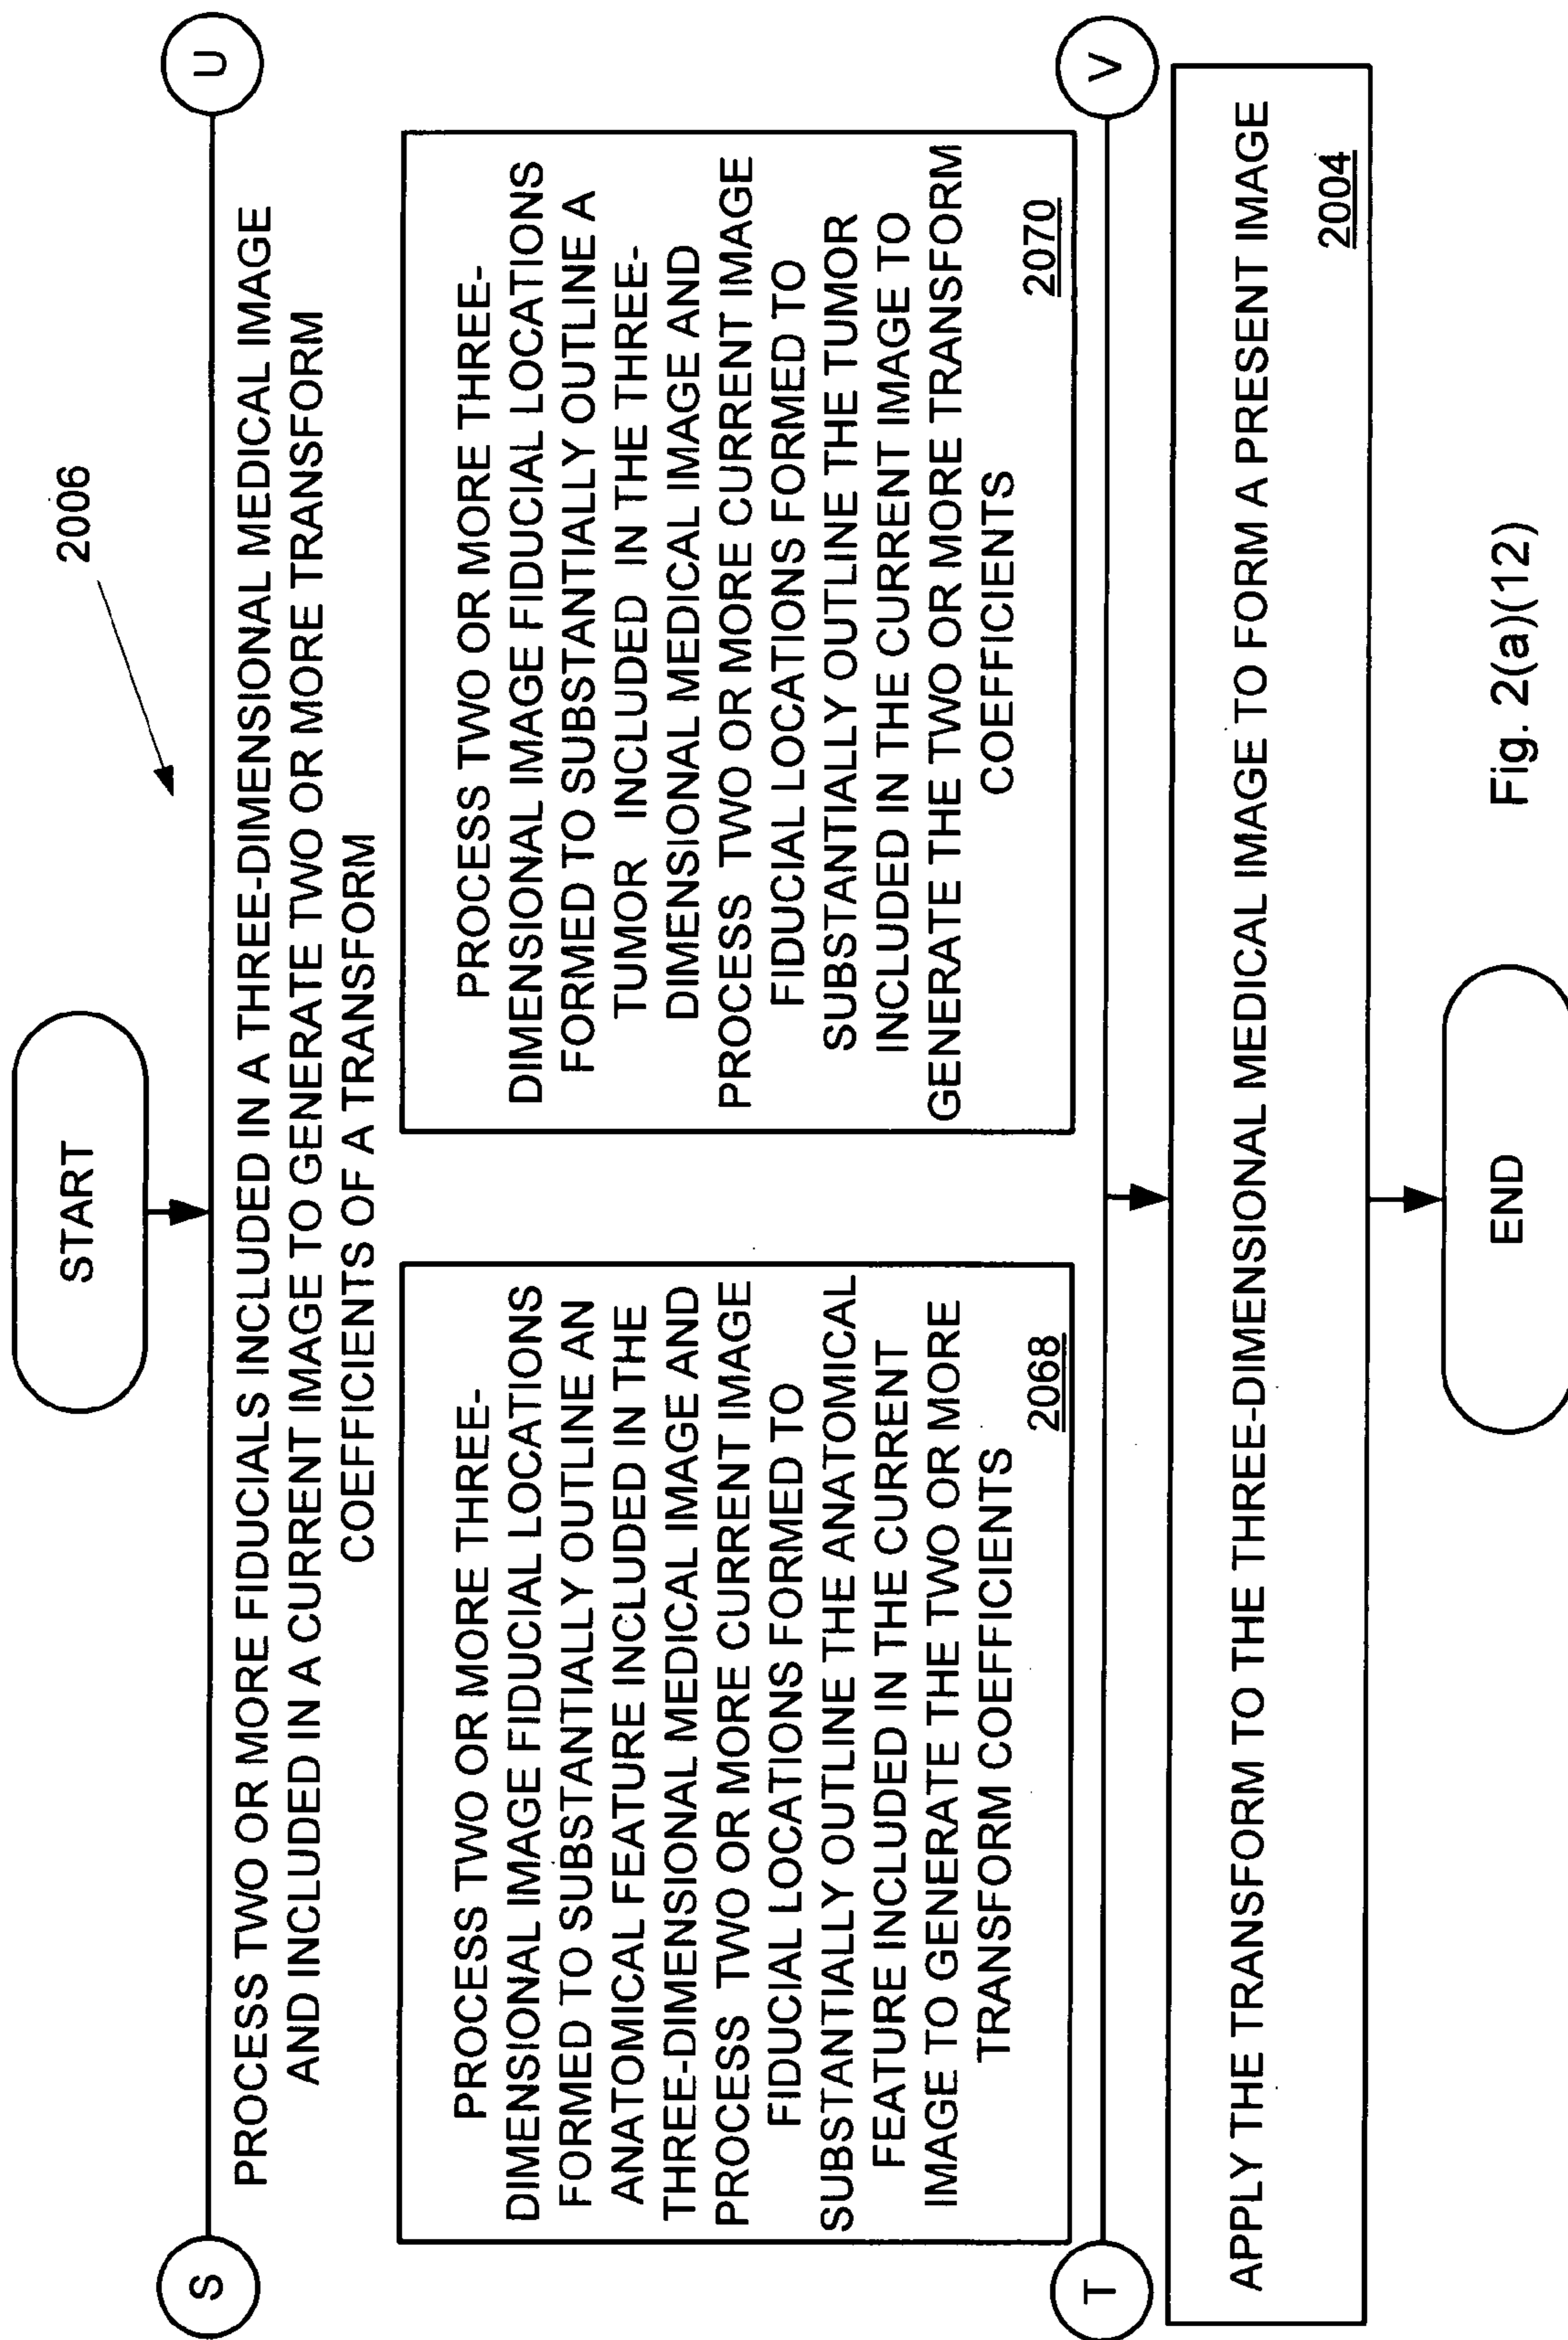 START
2006
S
U
PROCESS TWO OR MORE FIDUCIALS INCLUDED IN A THREE-DIMENSIONAL MEDICAL IMAGE
AND INCLUDED IN A CURRENT IMAGE TO GENERATE TWO OR MORE TRANSFORM
COEFFICIENTS OF A TRANSFORM
PROCESS TWO OR MORE THREE-
DIMENSIONAL IMAGE FIDUCIAL LOCATIONS
FORMED TO SUBSTANTIALLY OUTLINE AN
ANATOMICAL FEATURE INCLUDED IN THE
THREE-DIMENSIONAL MEDICAL IMAGE AND
PROCESS TWO OR MORE CURRENT IMAGE
FIDUCIAL LOCATIONS FORMED TO
SUBSTANTIALLY OUTLINE THE ANATOMICAL
FEATURE INCLUDED IN THE CURRENT
IMAGE TO GENERATE THE TWO OR MORE
TRANSFORM COEFFICIENTS
2068
PROCESS TWO OR MORE THREE-
DIMENSIONAL IMAGE FIDUCIAL LOCATIONS
FORMED TO SUBSTANTIALLY OUTLINE A
TUMOR INCLUDED IN THE THREE-
DIMENSIONAL MEDICAL IMAGE AND
PROCESS TWO OR MORE CURRENT IMAGE
FIDUCIAL LOCATIONS FORMED TO
SUBSTANTIALLY OUTLINE THE TUMOR
INCLUDED IN THE CURRENT IMAGE TO
GENERATE THE TWO OR MORE TRANSFORM
COEFFICIENTS
2070
T
V
APPLY THE TRANSFORM TO THE THREE-DIMENSIONAL MEDICAL IMAGE TO FORM A PRESENT IMAGE
2004
END
Fig. 2(a)(12)